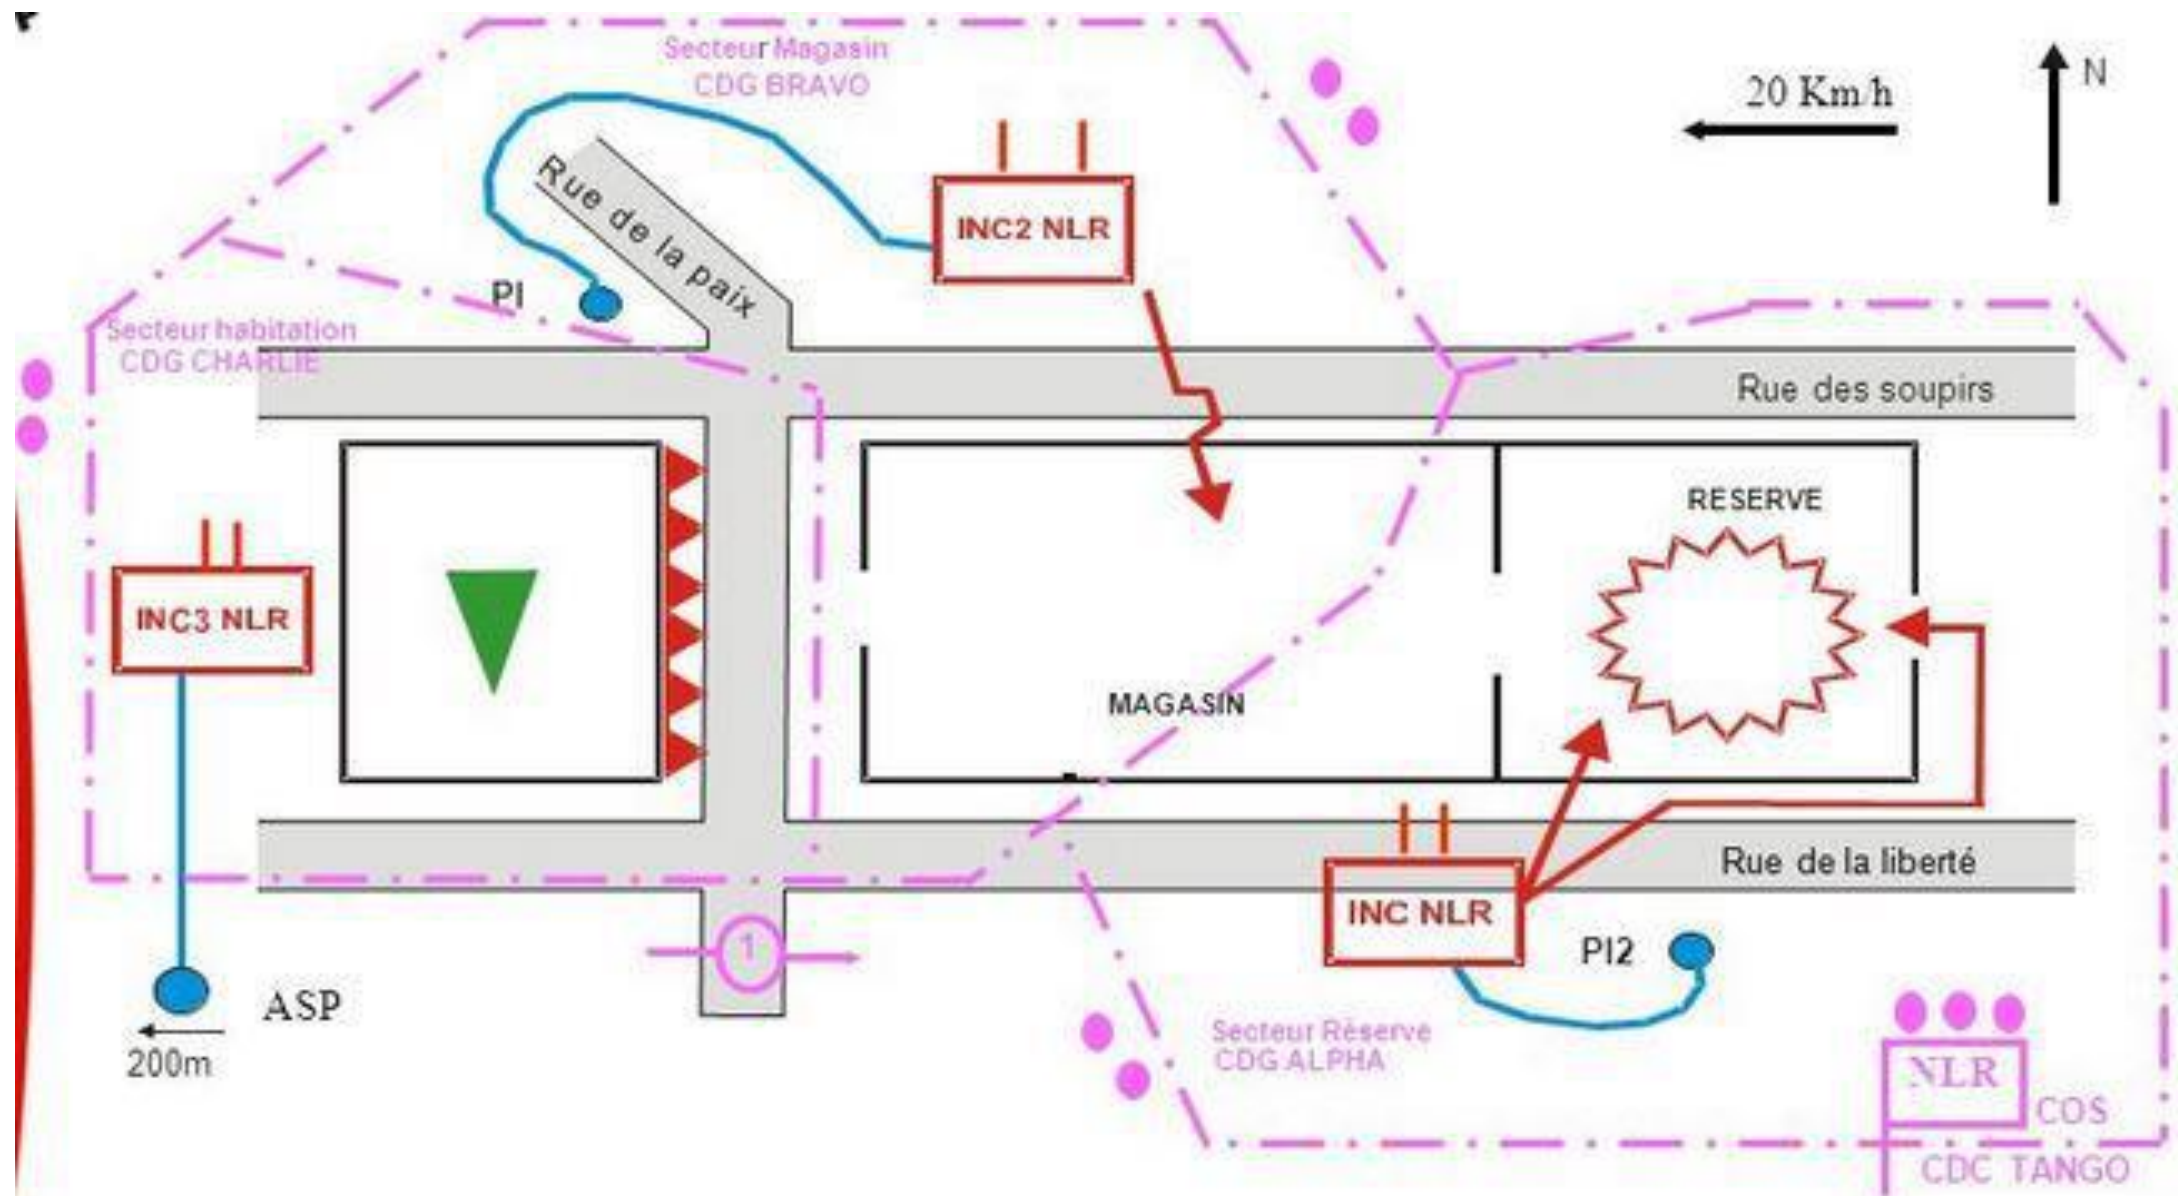 Secteur Magasin
CDG BRAVO
20 Km/h
N
Rue de la paix
INC2 NLR
PI
Secteur habitation
CDG CHARLIE
Rue des soupirs
RESERVE
INC3 NLR
MAGASIN
Rue de la liberté
INC NLR
1
PI2
ASP
200m
Secteur Réserve
CDG ALPHA
NLR
COS
CDC TANGO